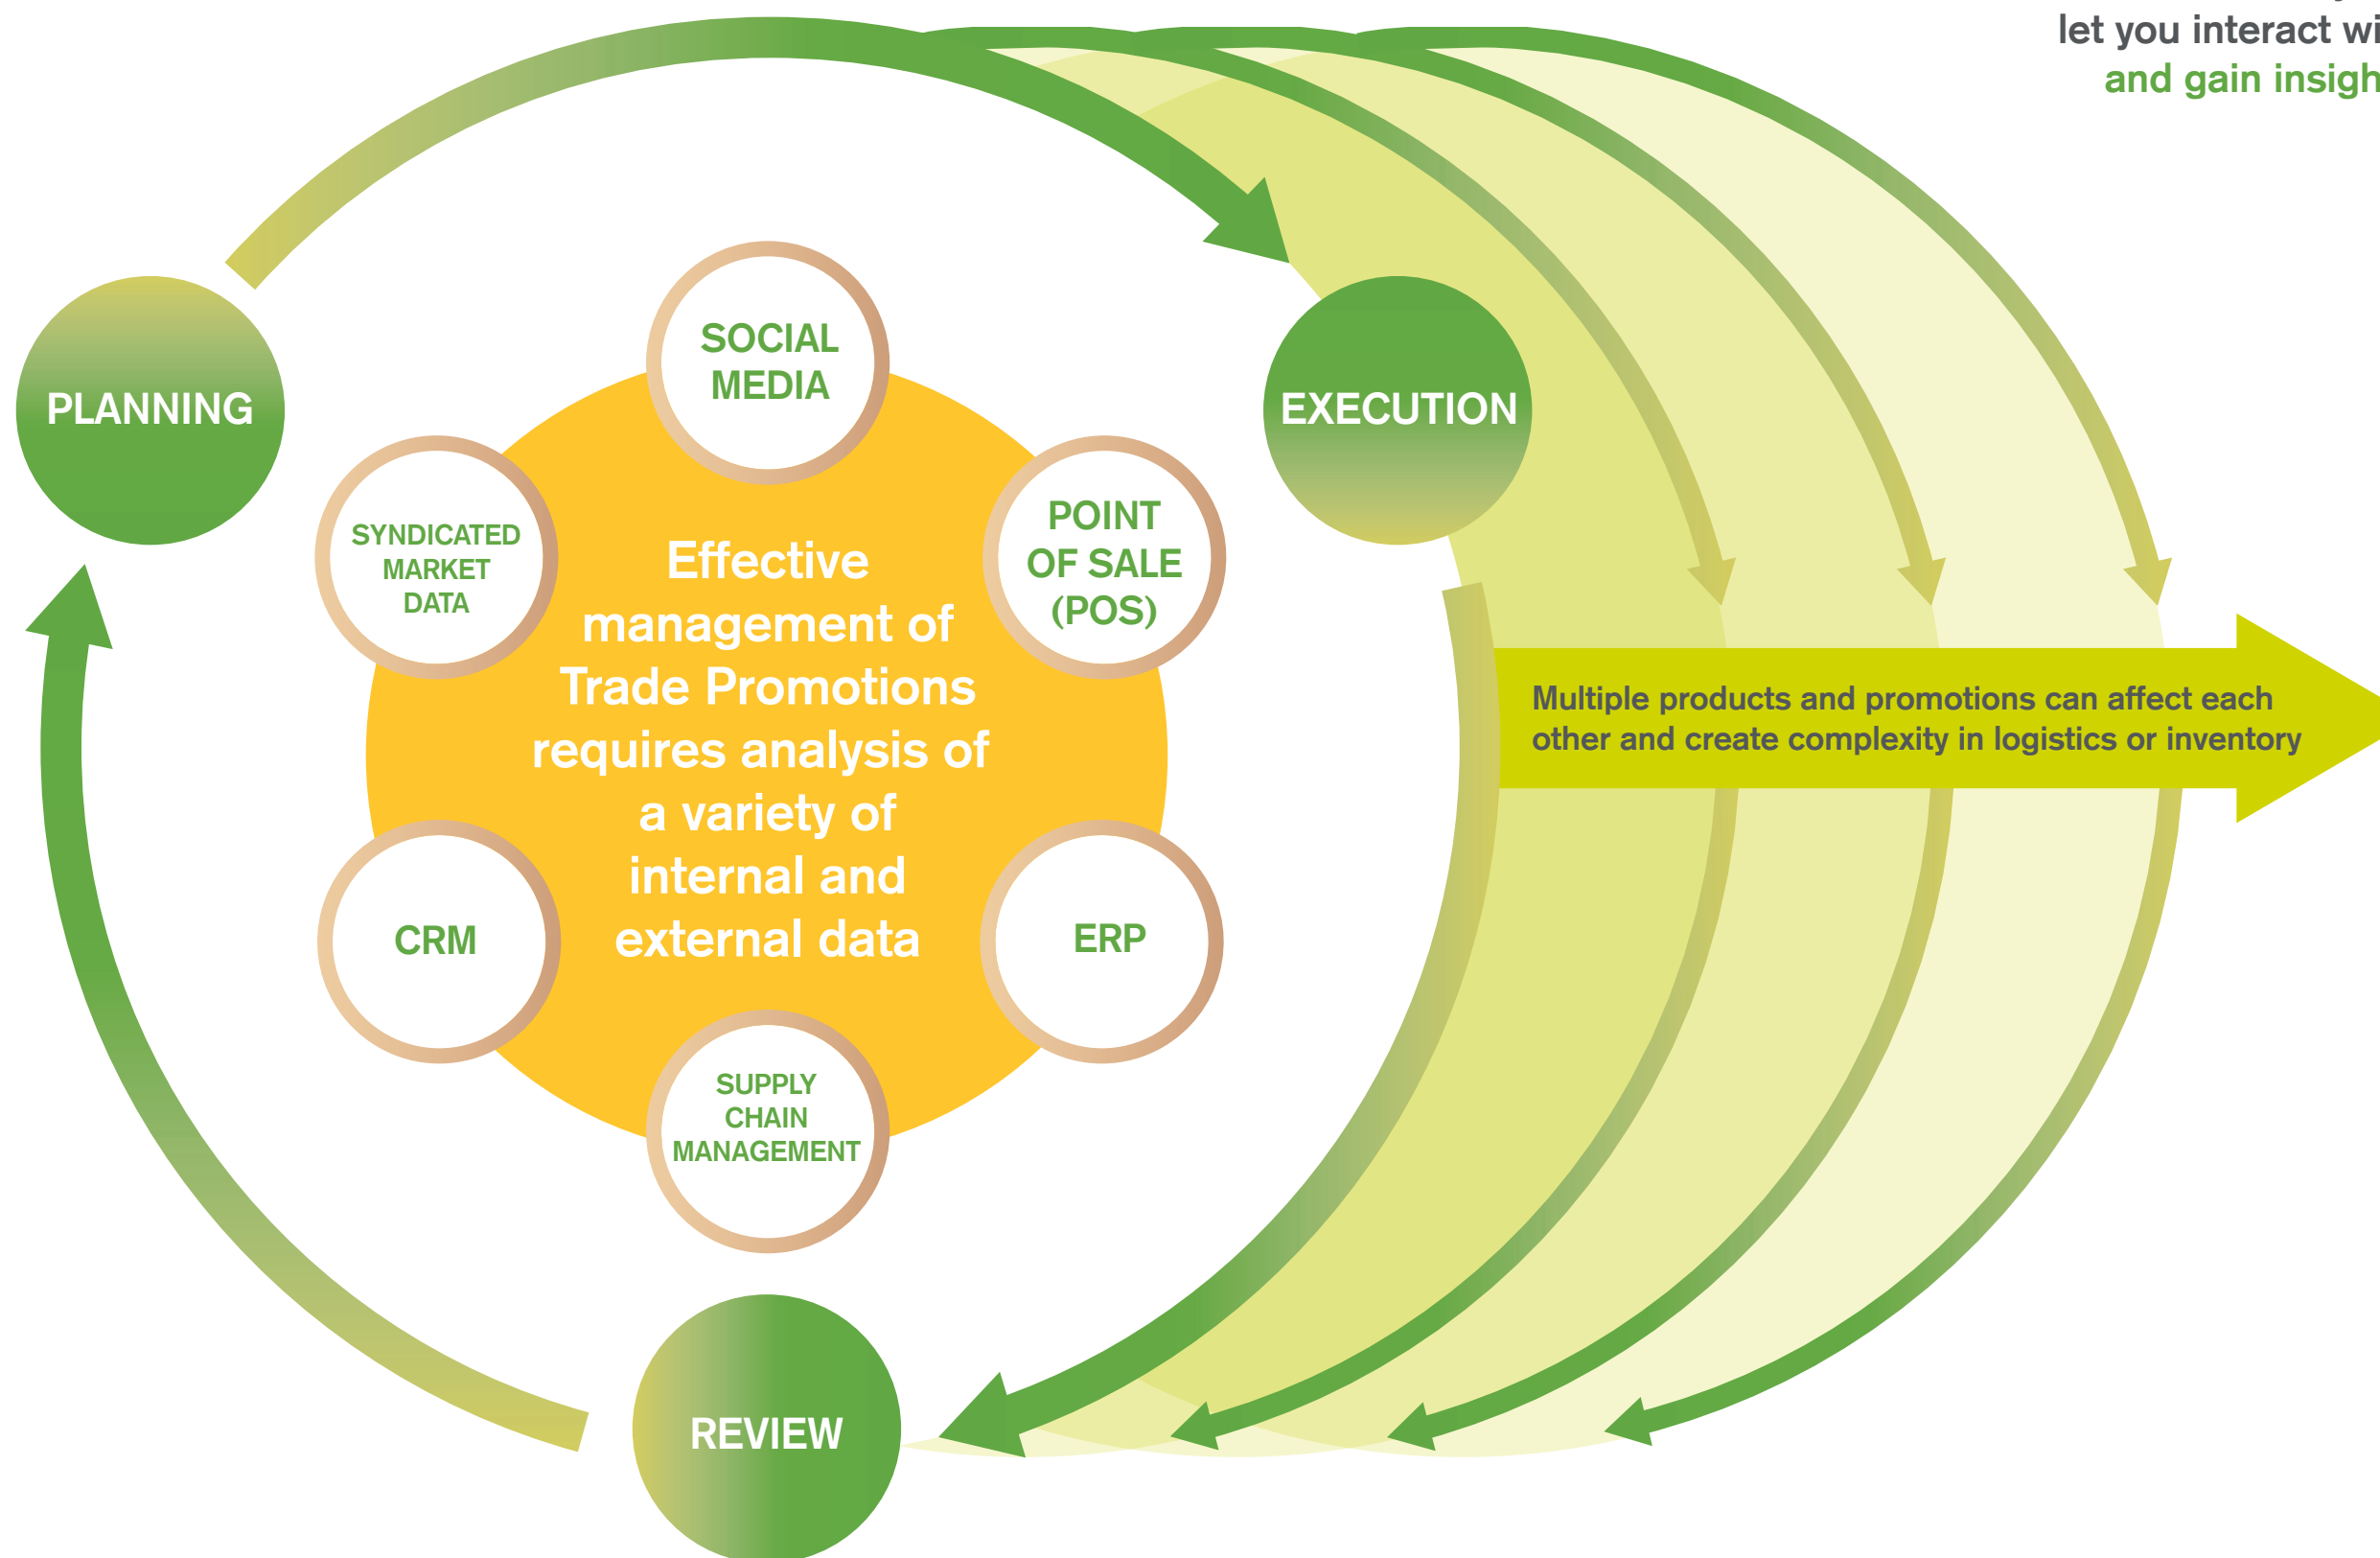 let you interact
and gain
PLANNING
EXECUTION
SOCIAL
MEDIA
SYNDICATED
MARKET
DATA
POINT
OF SALE
(POS)
Effective
management of
Trade Promotions
requires analysis of
a variety of
internal and
external data
Multiple products and promotions can affect each
other and create complexity in logistics or inventory
CRM
ERP
SUPPLY
CHAIN
MANAGEMENT
REVIEW